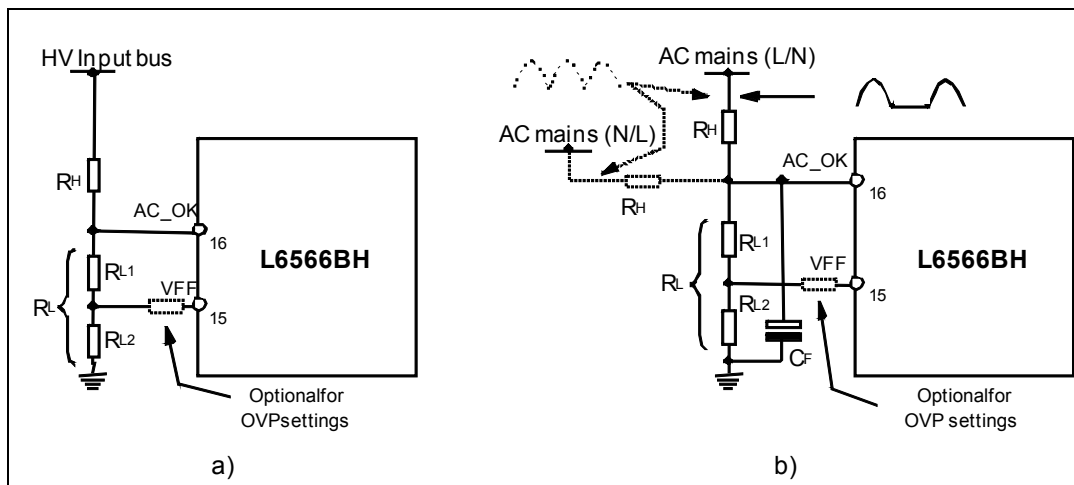 HV Input bus
RH
AC_OK
16
L6566BH
RL1
VFF
RL
15
RL2
Optionalfor
OVPsettings
a)
AC mains (L/N)
RH
AC mains (N/L)
AC_OK
RH
16
L6566BH
RL1
VFF
RL
15
RL2
CF
Optionalfor
OVP settings
b)